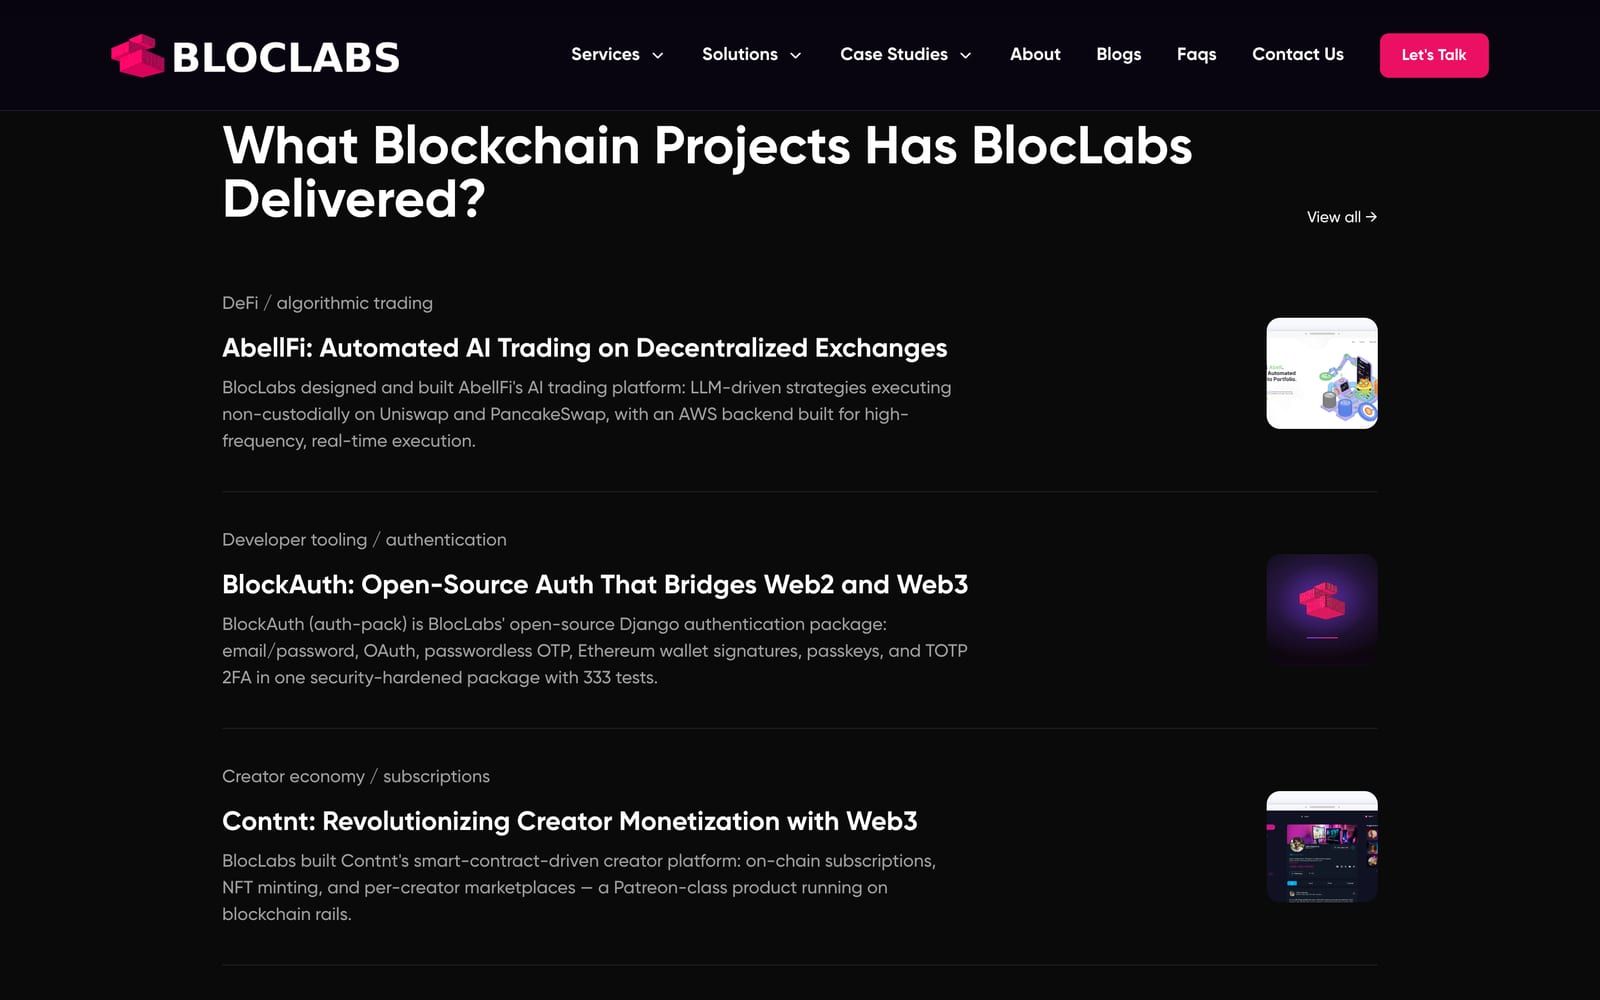 BLOCLABS
Services
Solutions
Case Studies
About
Blogs
Faqs
Contact Us
Let's Talk
What Blockchain Projects Has BlocLabs
Delivered?
View all →
DeFi / algorithmic trading
AbellFi: Automated AI Trading on Decentralized Exchanges
BlocLabs designed and built AbellFi's AI trading platform: LLM-driven strategies executing
non-custodially on Uniswap and PancakeSwap, with an AWS backend built for high-
frequency, real-time execution.
Developer tooling / authentication
BlockAuth: Open-Source Auth That Bridges Web2 and Web3
BlockAuth (auth-pack) is BlocLabs' open-source Django authentication package:
email/password, OAuth, passwordless OTP, Ethereum wallet signatures, passkeys, and TOTP
2FA in one security-hardened package with 333 tests.
Creator economy / subscriptions
Contnt: Revolutionizing Creator Monetization with Web3
BlocLabs built Contnt's smart-contract-driven creator platform: on-chain subscriptions,
NFT minting, and per-creator marketplaces — a Patreon-class product running on
blockchain rails.